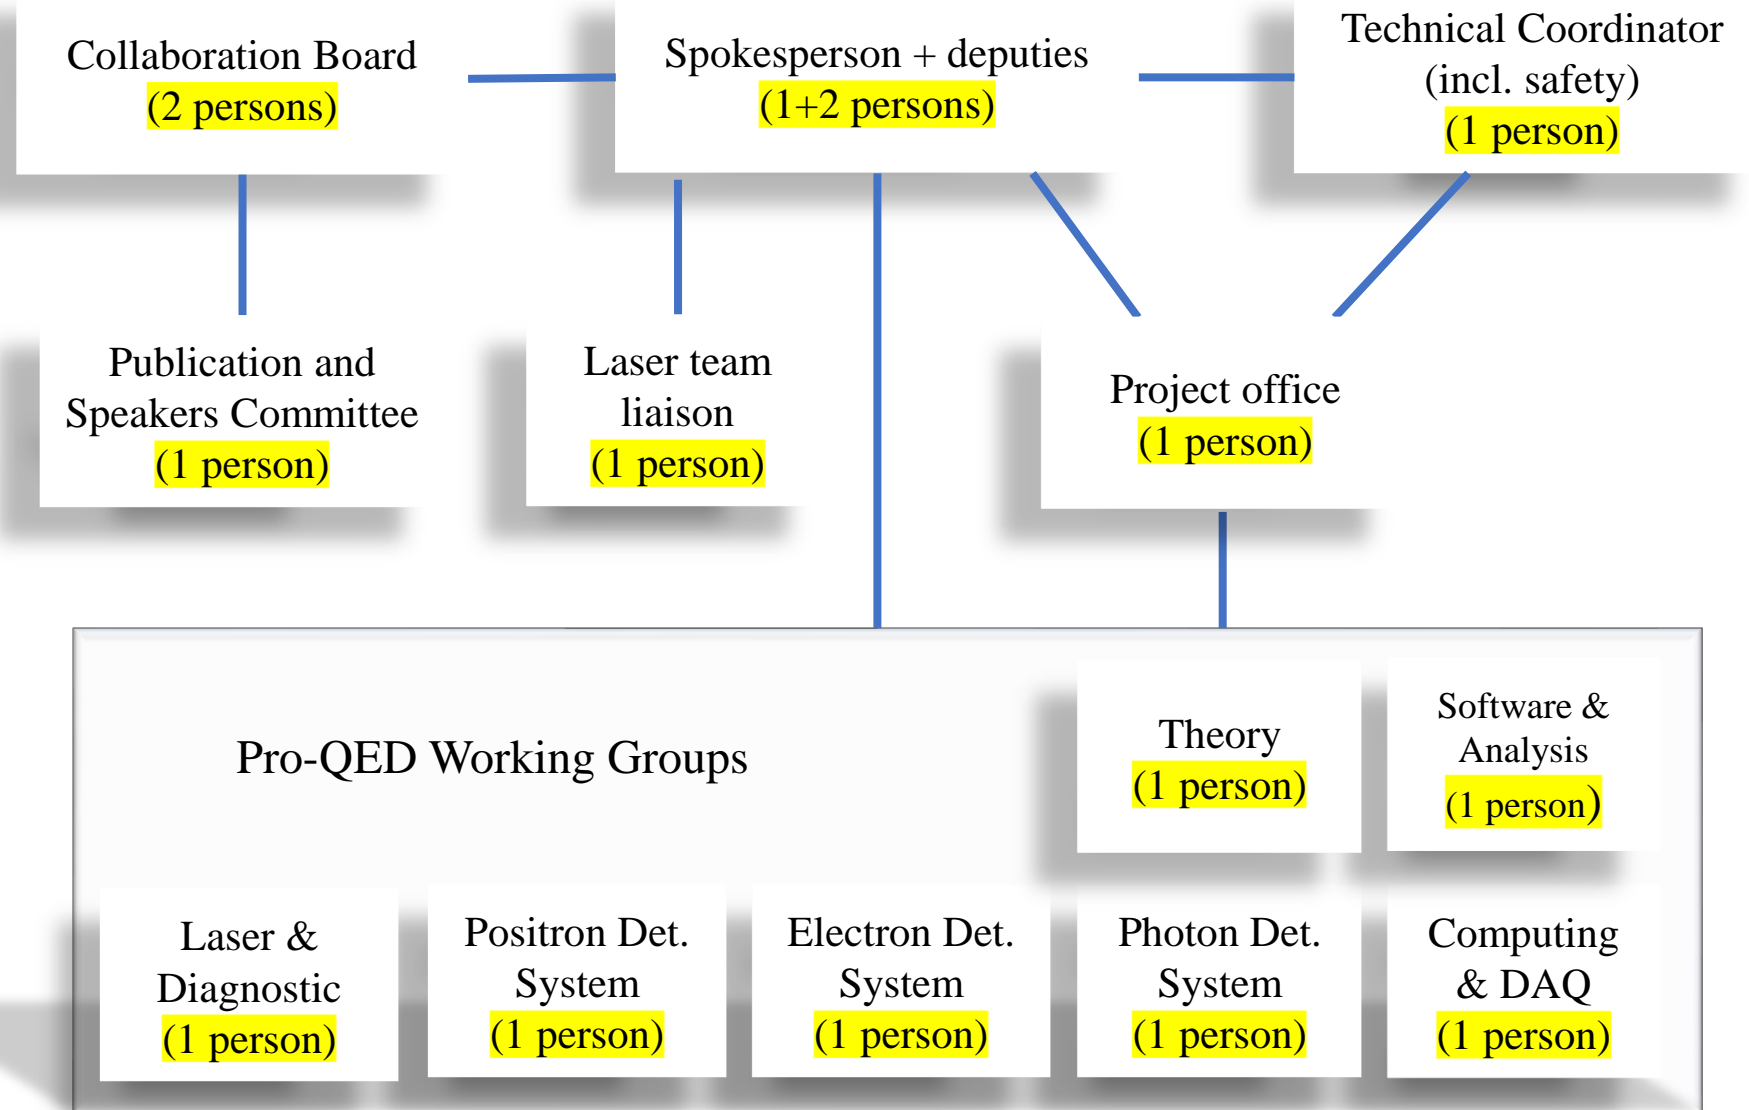 Collaboration Board
(2 persons)
Spokesperson + deputies
(1+2 persons)
Technical Coordinator
(incl. safety)
(1 person)
Publication and
Speakers Committee
(1 person)
Laser team
liaison
(1 person)
Project office
(1 person)
Pro-QED Working Groups
Theory
(1 person)
Software &
Analysis
(1 person)
Laser &
Diagnostic
(1 person)
Positron Det.
System
(1 person)
Electron Det.
System
(1 person)
Photon Det.
System
(1 person)
Computing
& DAQ
(1 person)